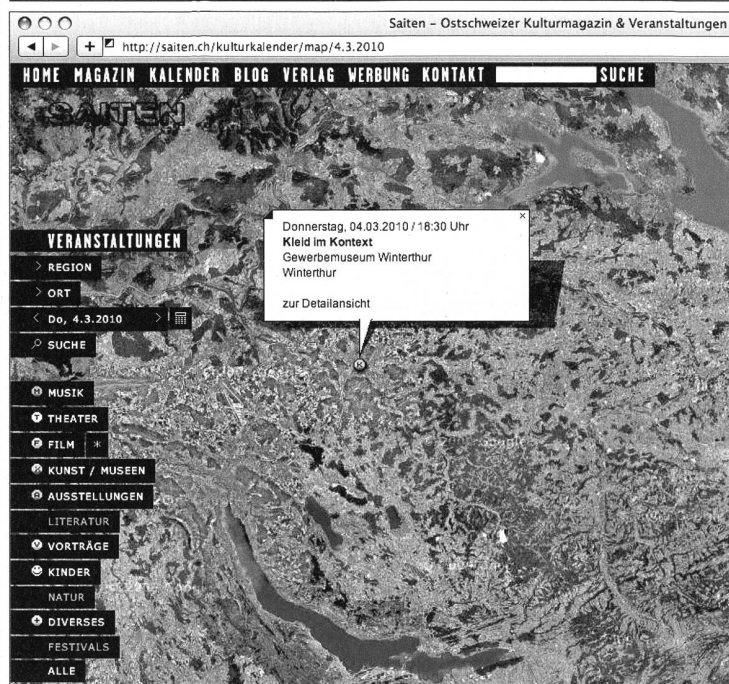 Saiten – Ostschweizer Kulturmagazin & Veranstaltungen
http://saiten.ch/kulturkalender/map/4.3.2010
HOME MAGAZIN KALENDER BLOG VERLAG WERBUNG KONTAKT SUCHE
SAITEN
Donnerstag, 04.03.2010 / 18:30 Uhr
Kleid im Kontext
Gewerbemuseum Winterthur
Winterthur
zur Detailansicht
VERANSTALTUNGEN
> REGION
> ORT
< Do, 4.3.2010 >
SUCHE
MUSIK
THEATER
FILM *
KUNST / MUSEEN
AUSSTELLUNGEN
LITERATUR
VORTRÄGE
KINDER
NATUR
DIVERSES
FESTIVALS
ALLE